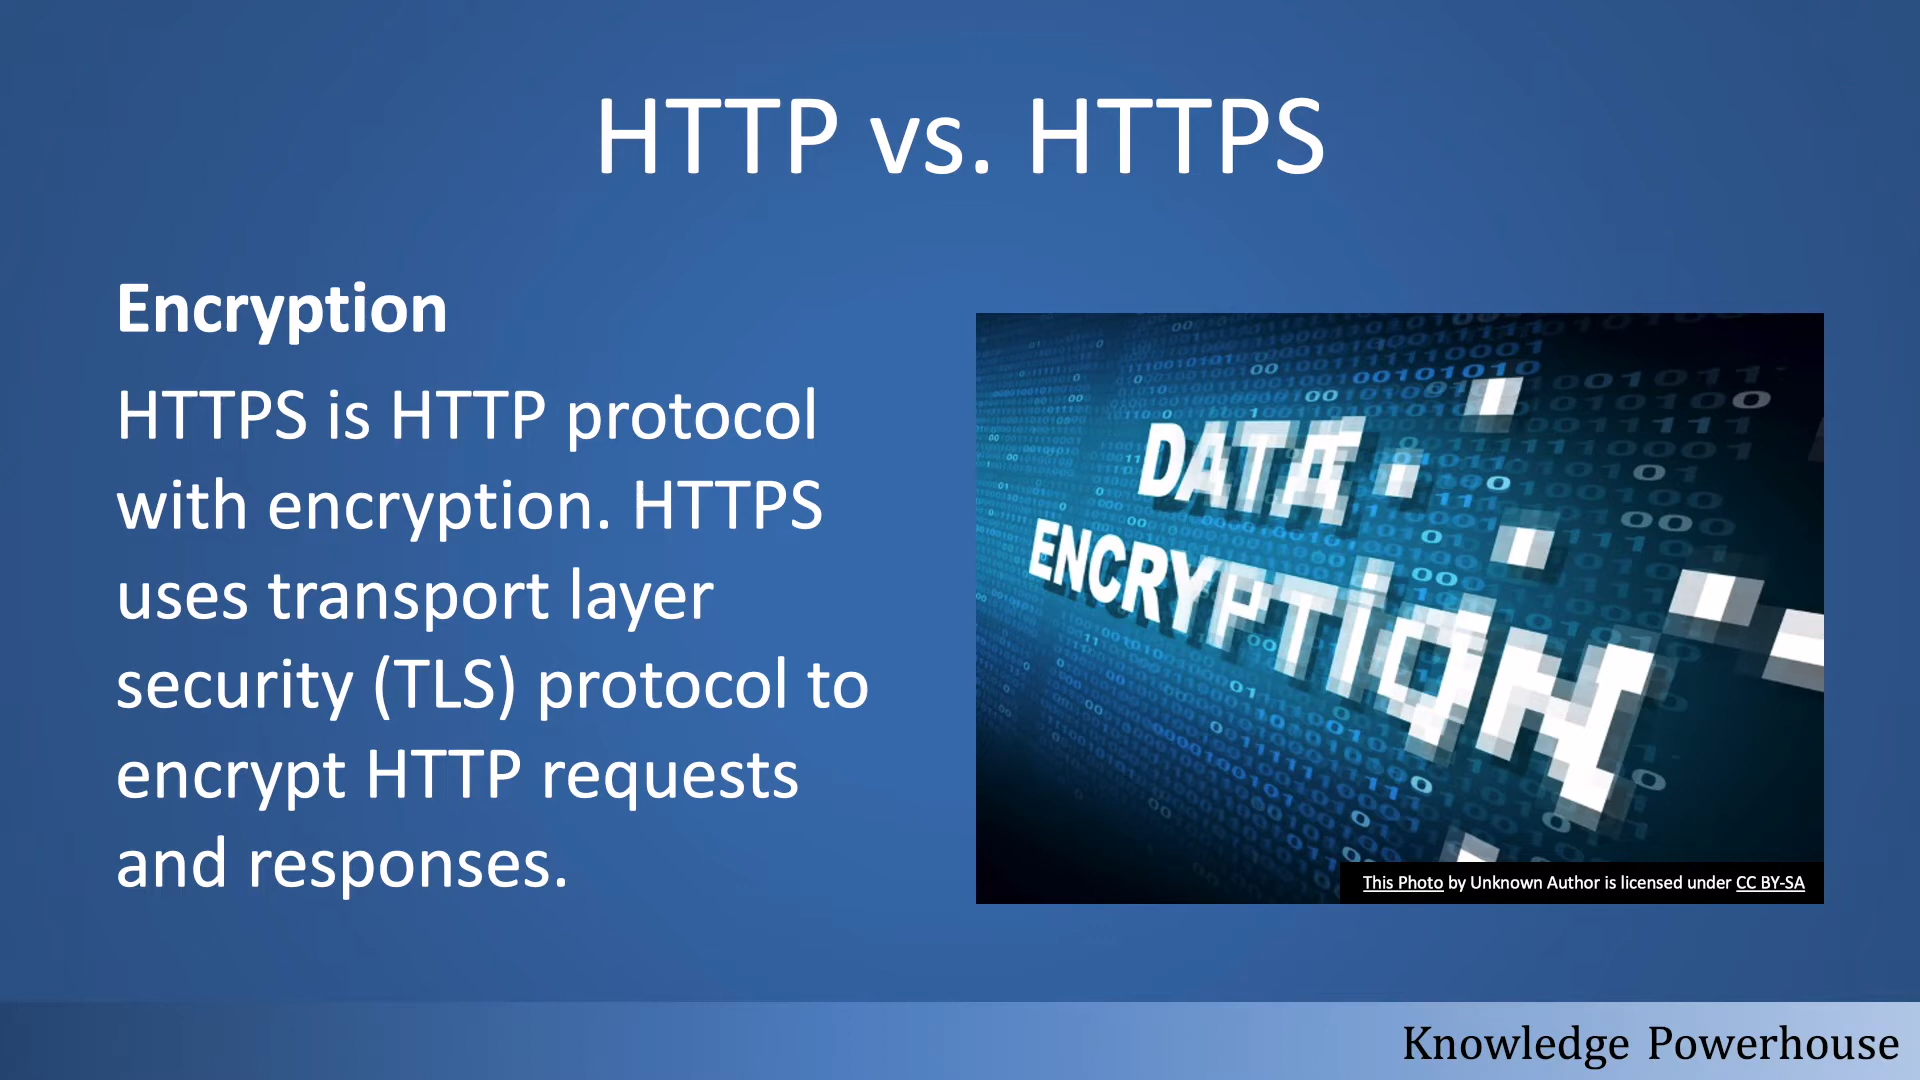 HTTP vs. HTTPS
Encryption
HTTPS is HTTP protocol
with encryption. HTTPS
uses transport layer
security (TLS) protocol to
encrypt HTTP requests
and responses.
DATA
ENCRYPTION
This Photo by Unknown Author is licensed under CC BY-SA
Knowledge Powerhouse